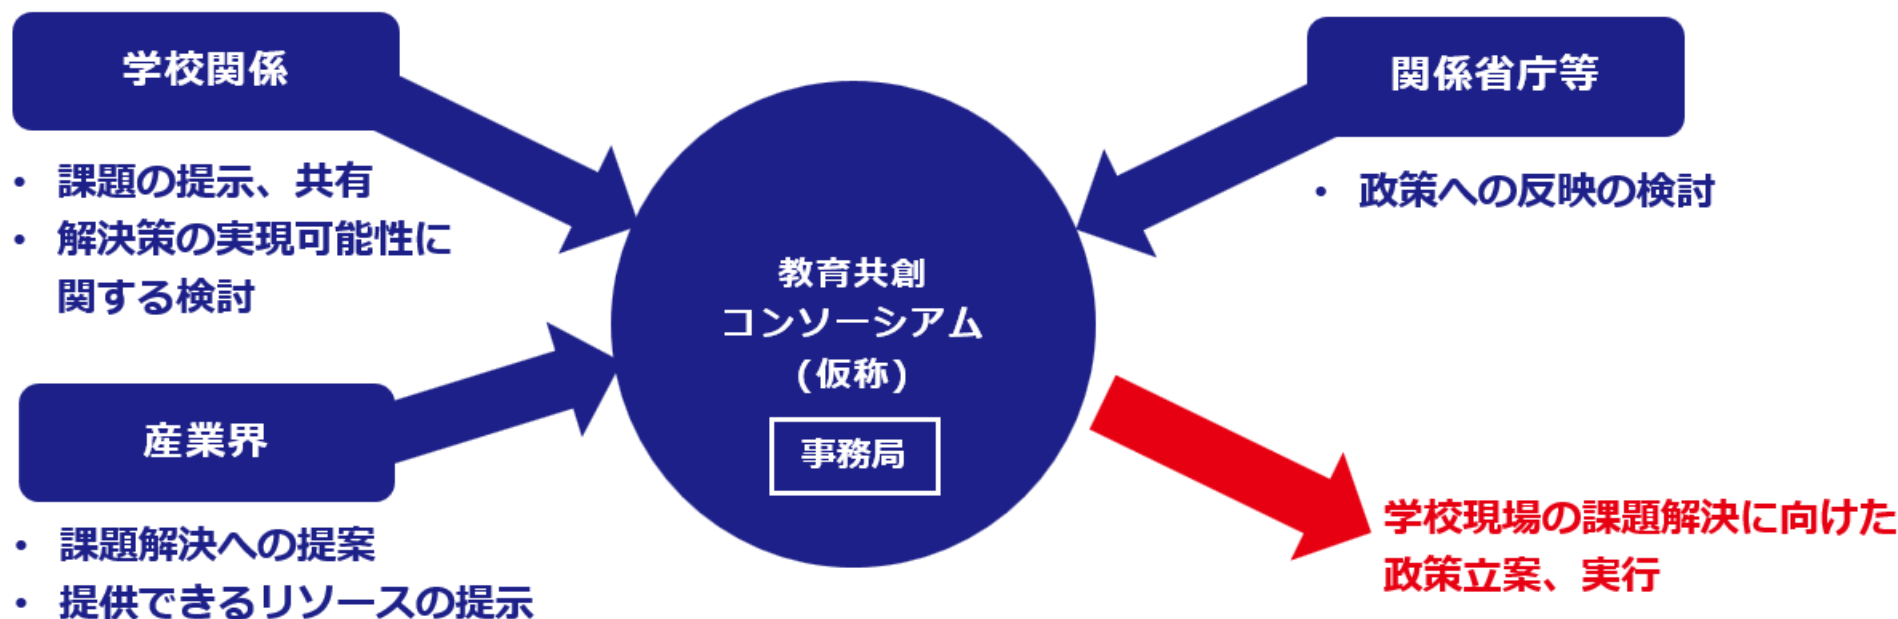 学校関係
・ 課題の提示、共有
・ 解決策の実現可能性に
関する検討
産業界
・ 課題解決への提案
・ 提供できるリソースの提示
教育共創
コンソーシアム
(仮称)
事務局
関係省庁等
・ 政策への反映の検討
学校現場の課題解決に向けた
政策立案、実行